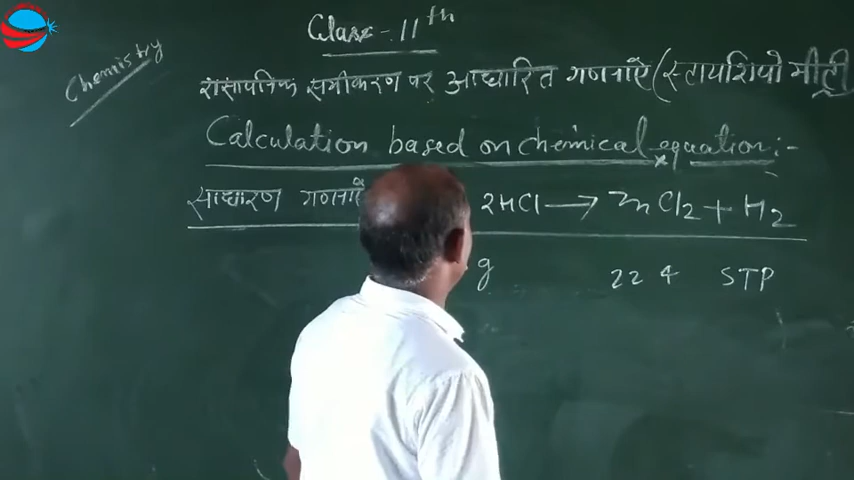 Class - 11th
Chemistry
रासायनिक समीकरण पर आधारित गणनाऐ (स्टायशियोमीट्री
Calculation based on chemical equation :-
साधारण गणनाऐ 2HCl → ZnCl2 + H2
g 22 4 STP